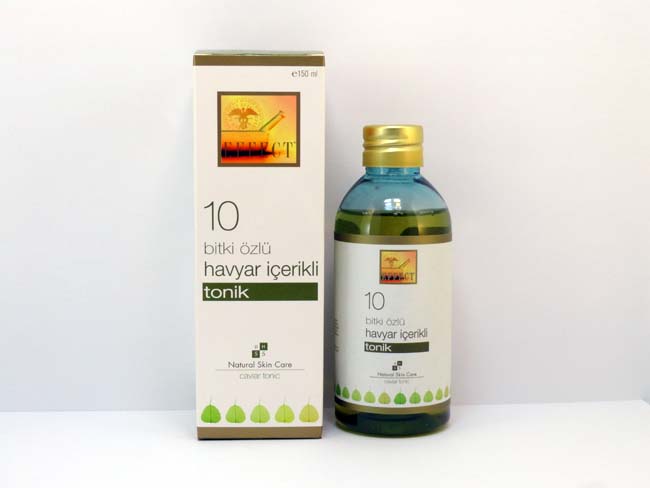 ℮150 ml
EFFECT
10
bitki özlü
havyar içerikli
tonik
H
S S
Natural Skin Care
caviar tonic
EFFECT
10
bitki özlü
havyar içerikli
tonik
Natural Skin Care
caviar tonic